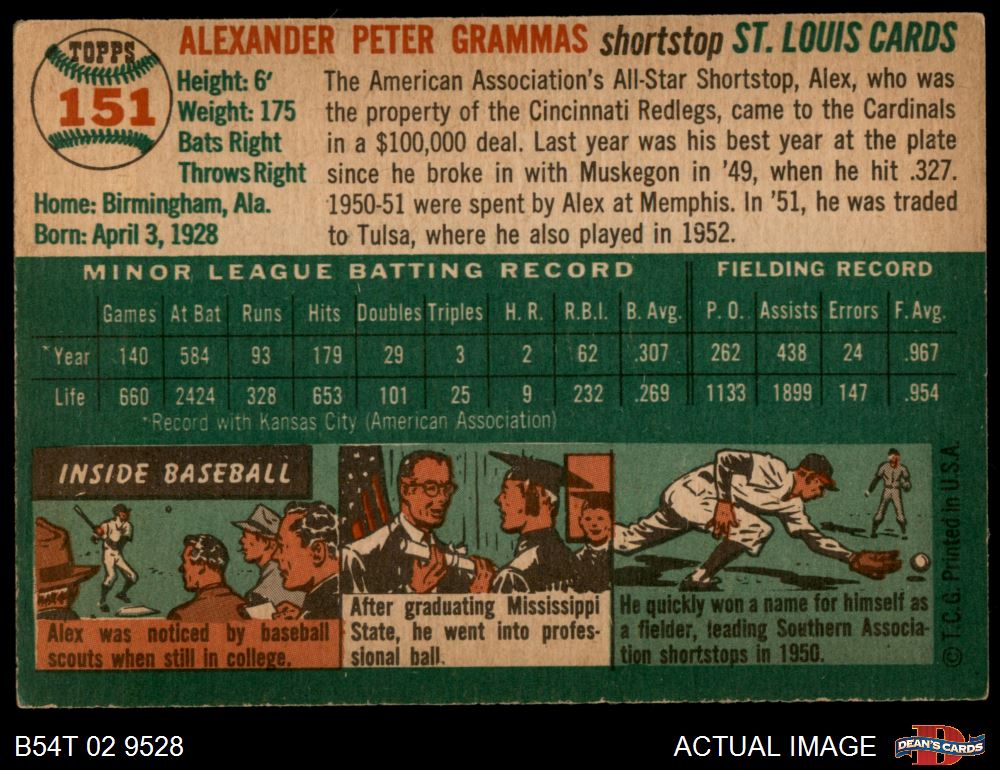 TOPPS
151
ALEXANDER PETER GRAMMAS shortstop ST. LOUIS CARDS
Height: 6'
Weight: 175
Bats Right
Throws Right
Home: Birmingham, Ala.
Born: April 3, 1928
The American Association's All-Star Shortstop, Alex, who was
the property of the Cincinnati Redlegs, came to the Cardinals
in a $100,000 deal. Last year was his best year at the plate
since he broke in with Muskegon in '49, when he hit .327.
1950-51 were spent by Alex at Memphis. In '51, he was traded
to Tulsa, where he also played in 1952.
MINOR LEAGUE BATTING RECORD FIELDING RECORD
Games At Bat Runs Hits Doubles Triples H. R. R.B.I. B. Avg. P. O. Assists Errors F. Avg.
*Year 140 584 93 179 29 3 2 62 .307 262 438 24 .967
Life 660 2424 328 653 101 25 9 232 .269 1133 1899 147 .954
*Record with Kansas City (American Association)
INSIDE BASEBALL
Alex was noticed by baseball
scouts when still in college.
After graduating Mississippi
State, he went into profes-
sional ball.
He quickly won a name for himself as
a fielder, leading Southern Associa-
tion shortstops in 1950.
© T.C.G. Printed in U.S.A.
B54T 02 9528
ACTUAL IMAGE
D
DEAN'S CARDS